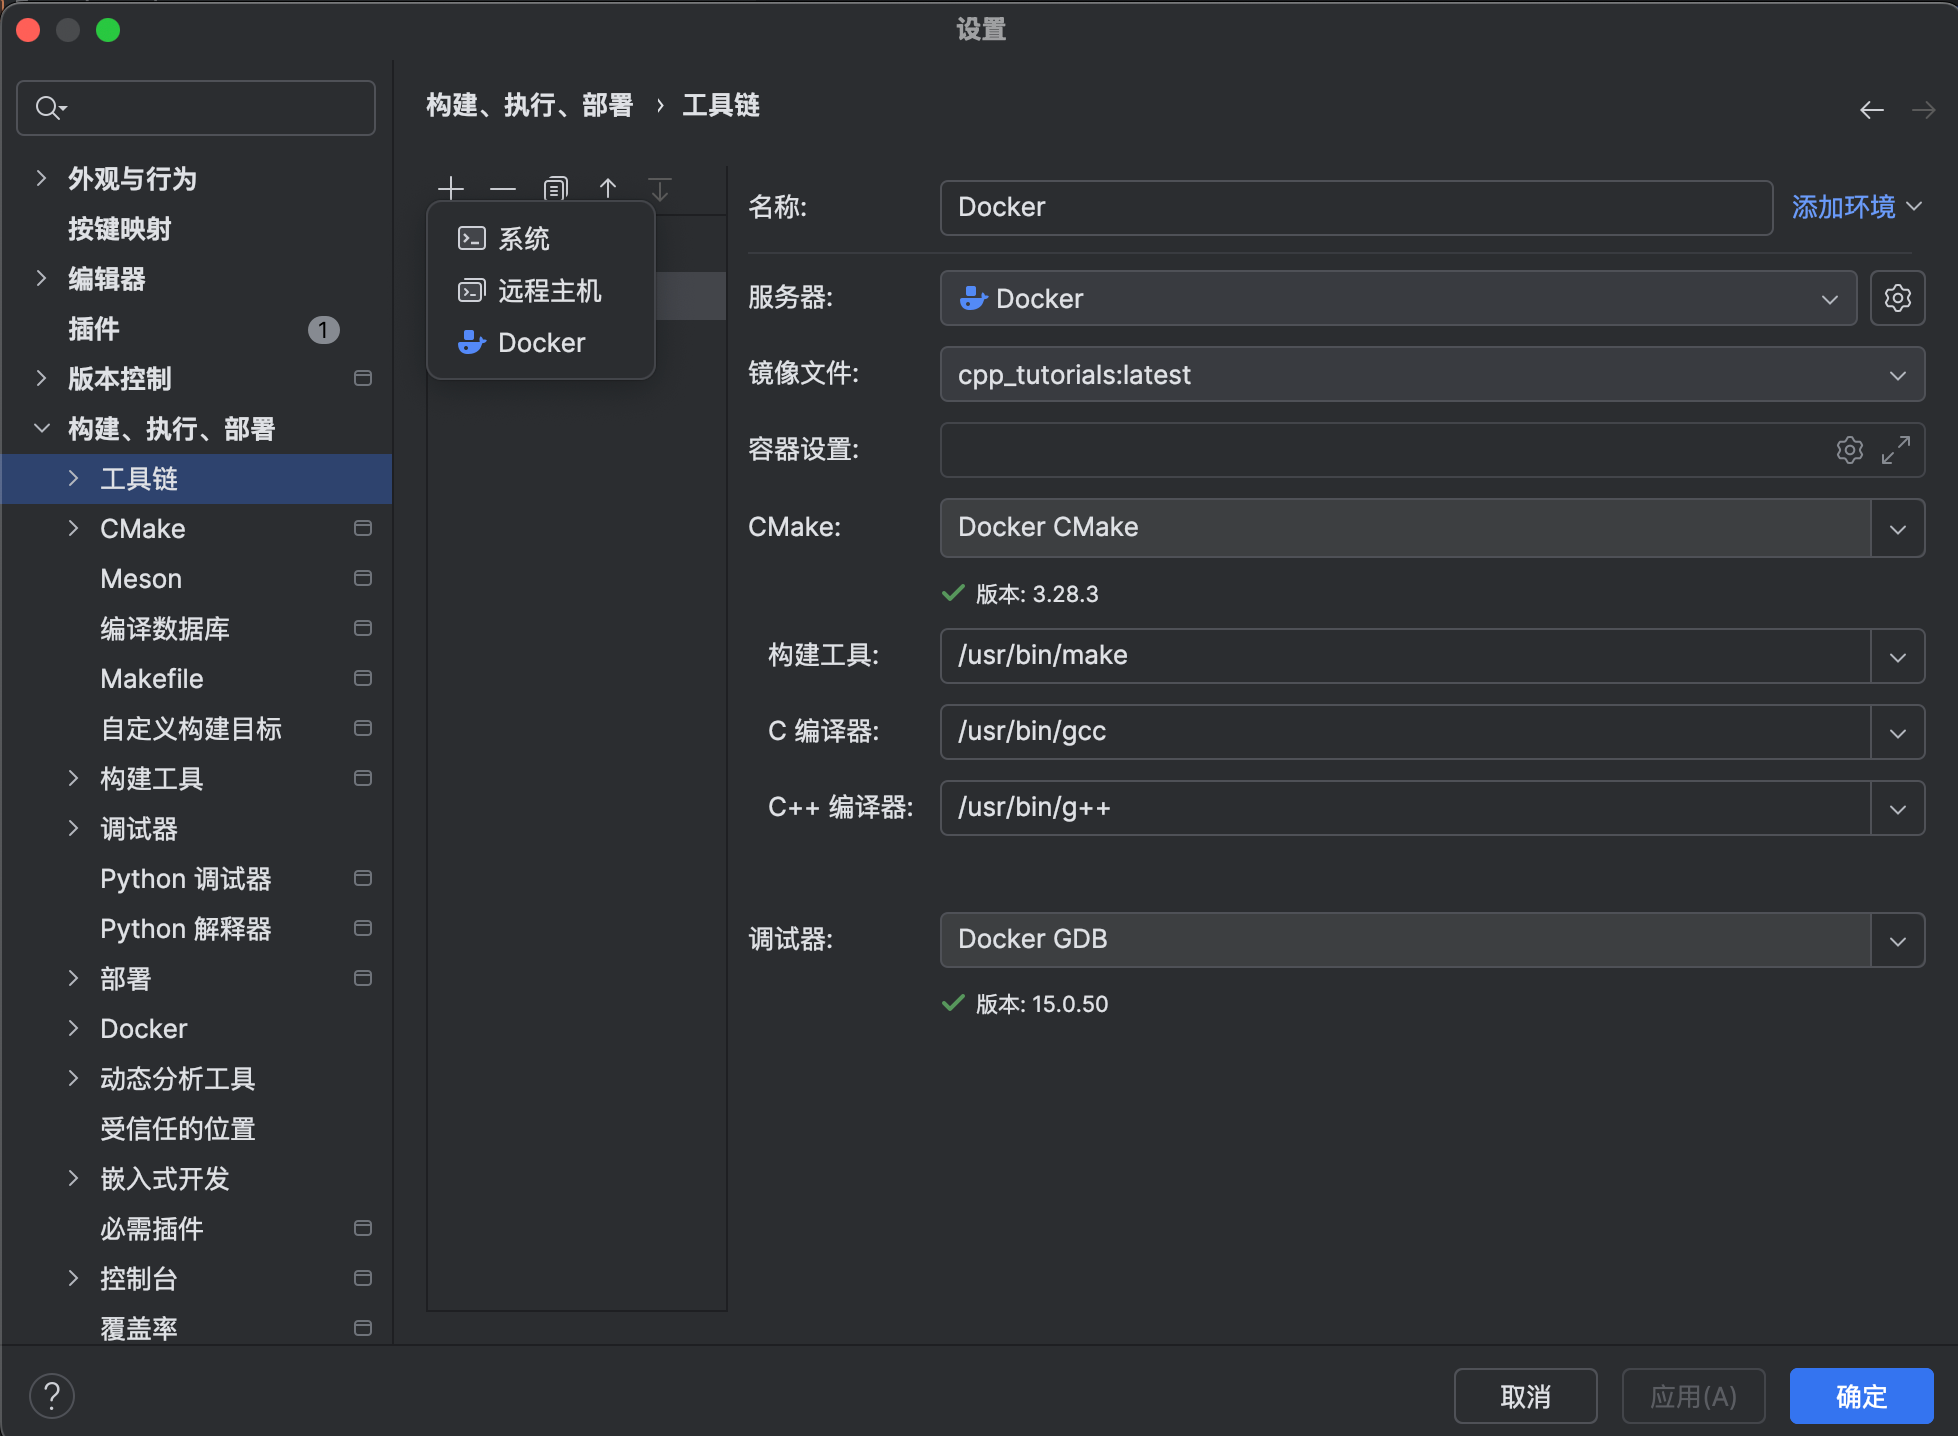 设置
外观与行为
按键映射
编辑器
插件 1
版本控制
构建、执行、部署
工具链
CMake
Meson
编译数据库
Makefile
自定义构建目标
构建工具
调试器
Python 调试器
Python 解释器
部署
Docker
动态分析工具
受信任的位置
嵌入式开发
必需插件
控制台
覆盖率
构建、执行、部署 › 工具链
系统
远程主机
Docker
名称: Docker 添加环境
服务器: Docker
镜像文件: cpp_tutorials:latest
容器设置:
CMake: Docker CMake
版本: 3.28.3
构建工具: /usr/bin/make
C 编译器: /usr/bin/gcc
C++ 编译器: /usr/bin/g++
调试器: Docker GDB
版本: 15.0.50
?
取消 应用(A) 确定